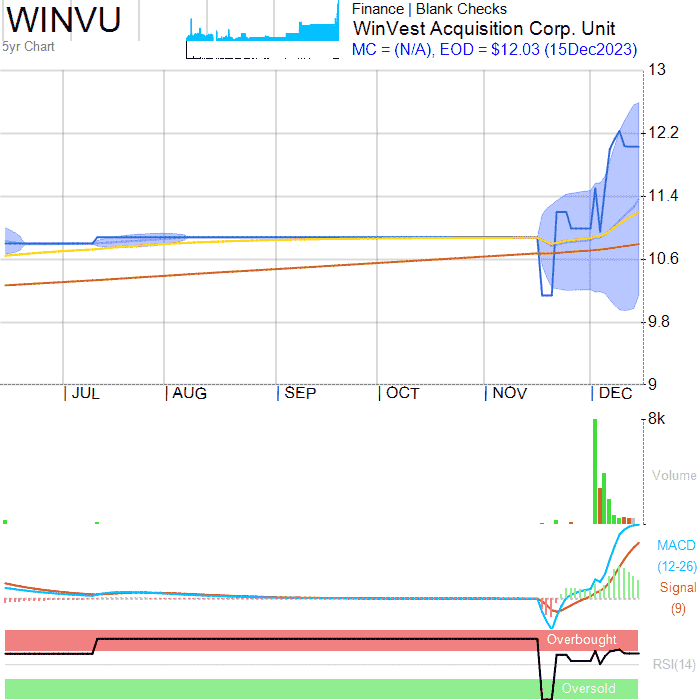 WINVU
5yr Chart
Finance | Blank Checks
WinVest Acquisition Corp. Unit
MC = (N/A), EOD = $12.03 (15Dec2023)
13
12.2
11.4
10.6
9.8
9
JUL AUG SEP OCT NOV DEC
8k
Volume
MACD
(12-26)
Signal
(9)
Overbought
RSI(14)
Oversold